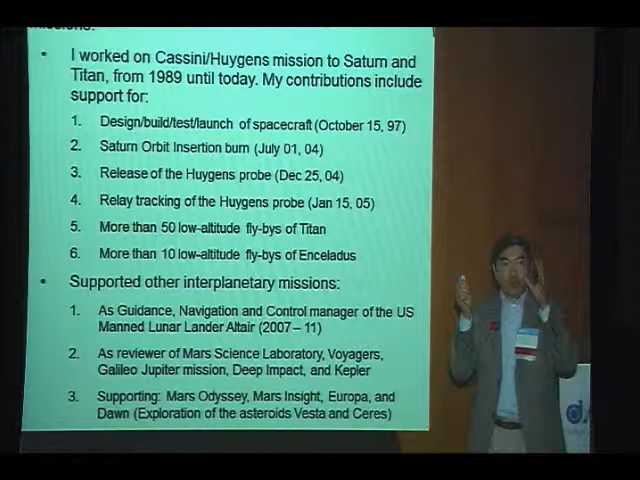 missions:
• I worked on Cassini/Huygens mission to Saturn and
Titan, from 1989 until today. My contributions include
support for:
1. Design/build/test/launch of spacecraft (October 15, 97)
2. Saturn Orbit Insertion burn (July 01, 04)
3. Release of the Huygens probe (Dec 25, 04)
4. Relay tracking of the Huygens probe (Jan 15, 05)
5. More than 50 low-altitude fly-bys of Titan
6. More than 10 low-altitude fly-bys of Enceladus
• Supported other interplanetary missions:
1. As Guidance, Navigation and Control manager of the US
Manned Lunar Lander Altair (2007 – 11)
2. As reviewer of Mars Science Laboratory, Voyagers,
Galileo Jupiter mission, Deep Impact, and Kepler
3. Supporting: Mars Odyssey, Mars Insight, Europa, and
Dawn (Exploration of the asteroids Vesta and Ceres)